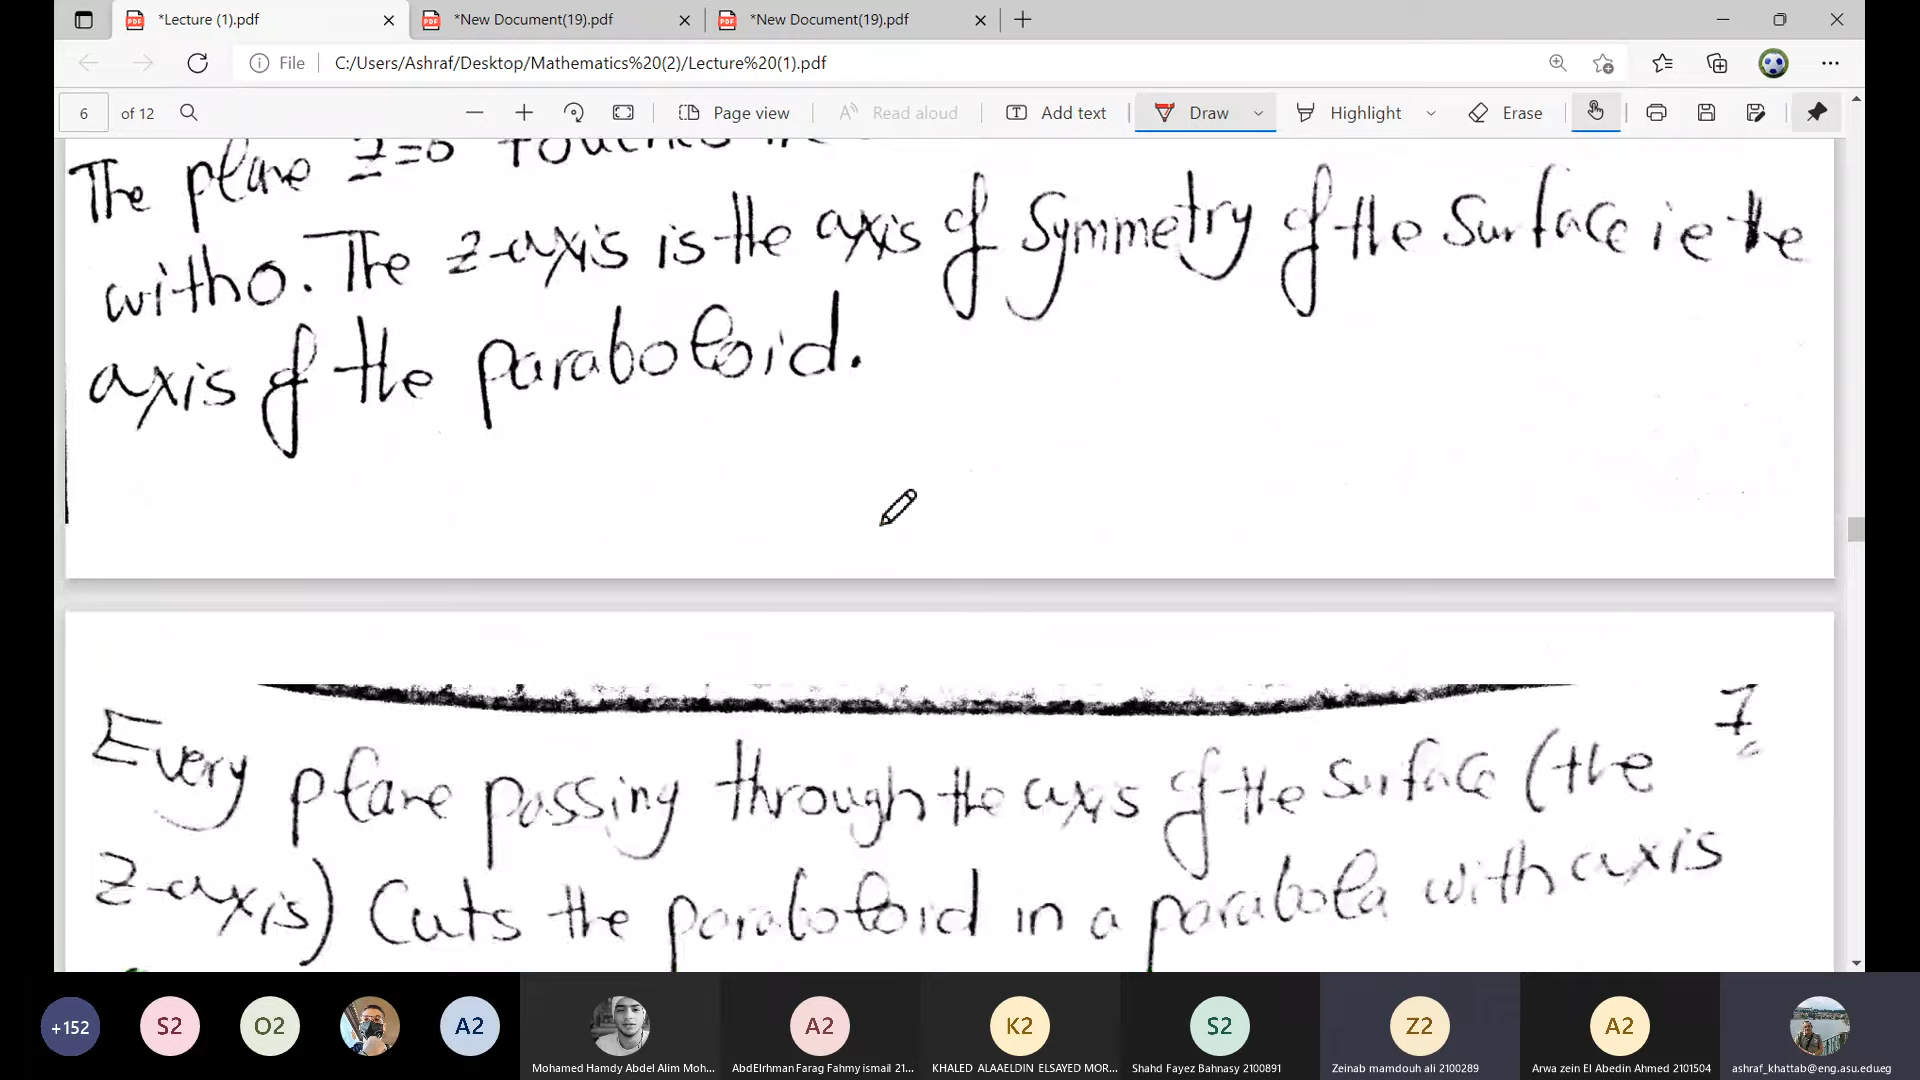 *Lecture (1).pdf
*New Document(19).pdf
*New Document(19).pdf
File
C:/Users/Ashraf/Desktop/Mathematics%20(2)/Lecture%20(1).pdf
6 of 12
Page view
Read aloud
Add text
Draw
Highlight
Erase
The plane z=0 touches
with o. The z-axis is the axis of Symmetry of the Surface ie the
axis of the paraboloid.
7
Every plane passing through the axis of the surface (the
z-axis) Cuts the paraboloid in a parabola with axis
+152
S2
O2
A2
Mohamed Hamdy Abdel Alim Moh...
A2
AbdElrhman Farag Fahmy ismail 21...
K2
KHALED ALAAELDIN ELSAYED MOR...
S2
Shahd Fayez Bahnasy 2100891
Z2
Zeinab mamdouh ali 2100289
A2
Arwa zein El Abedin Ahmed 2101504
ashraf_khattab@eng.asu.edueg